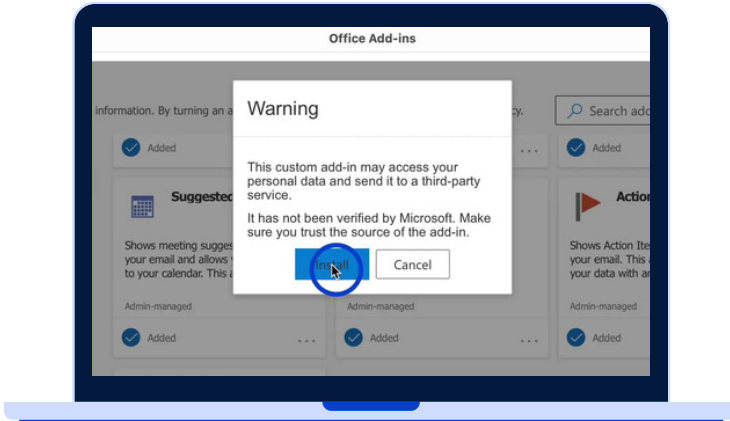 Office Add-ins
information. By turning an a
cy.
Search add
Added
...
Added
Warning
This custom add-in may access your
personal data and send it to a third-party
service.
It has not been verified by Microsoft. Make
sure you trust the source of the add-in.
Install
Cancel
Suggested
Shows meeting sugges
your email and allows
to your calendar. This a
Admin-managed
Added
...
Admin-managed
Added
...
Action
Shows Action Ite
your email. This
your data with an
Admin-managed
Added